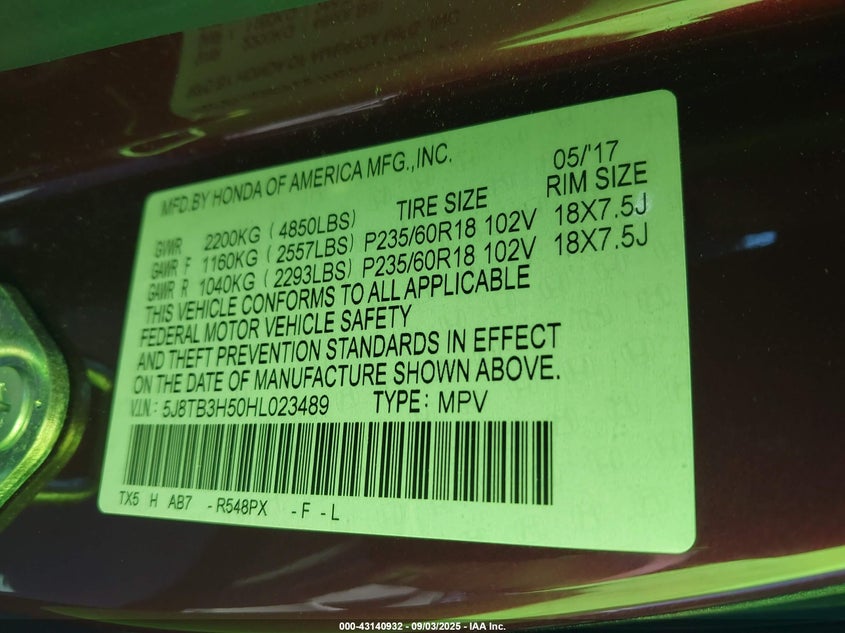 MFD.BY HONDA OF AMERICA MFG.,INC. 05/'17
TIRE SIZE RIM SIZE
GVWR 2200KG (4850LBS)
GAWR F 1160KG (2557LBS) P235/60R18 102V 18X7.5J
GAWR R 1040KG (2293LBS) P235/60R18 102V 18X7.5J
THIS VEHICLE CONFORMS TO ALL APPLICABLE
FEDERAL MOTOR VEHICLE SAFETY
AND THEFT PREVENTION STANDARDS IN EFFECT
ON THE DATE OF MANUFACTURE SHOWN ABOVE.
V.I.N.: 5J8TB3H50HL023489 TYPE: MPV
TX5 H AB7 -R548PX -F -L
000-43140932 - 09/03/2025 - IAA Inc.